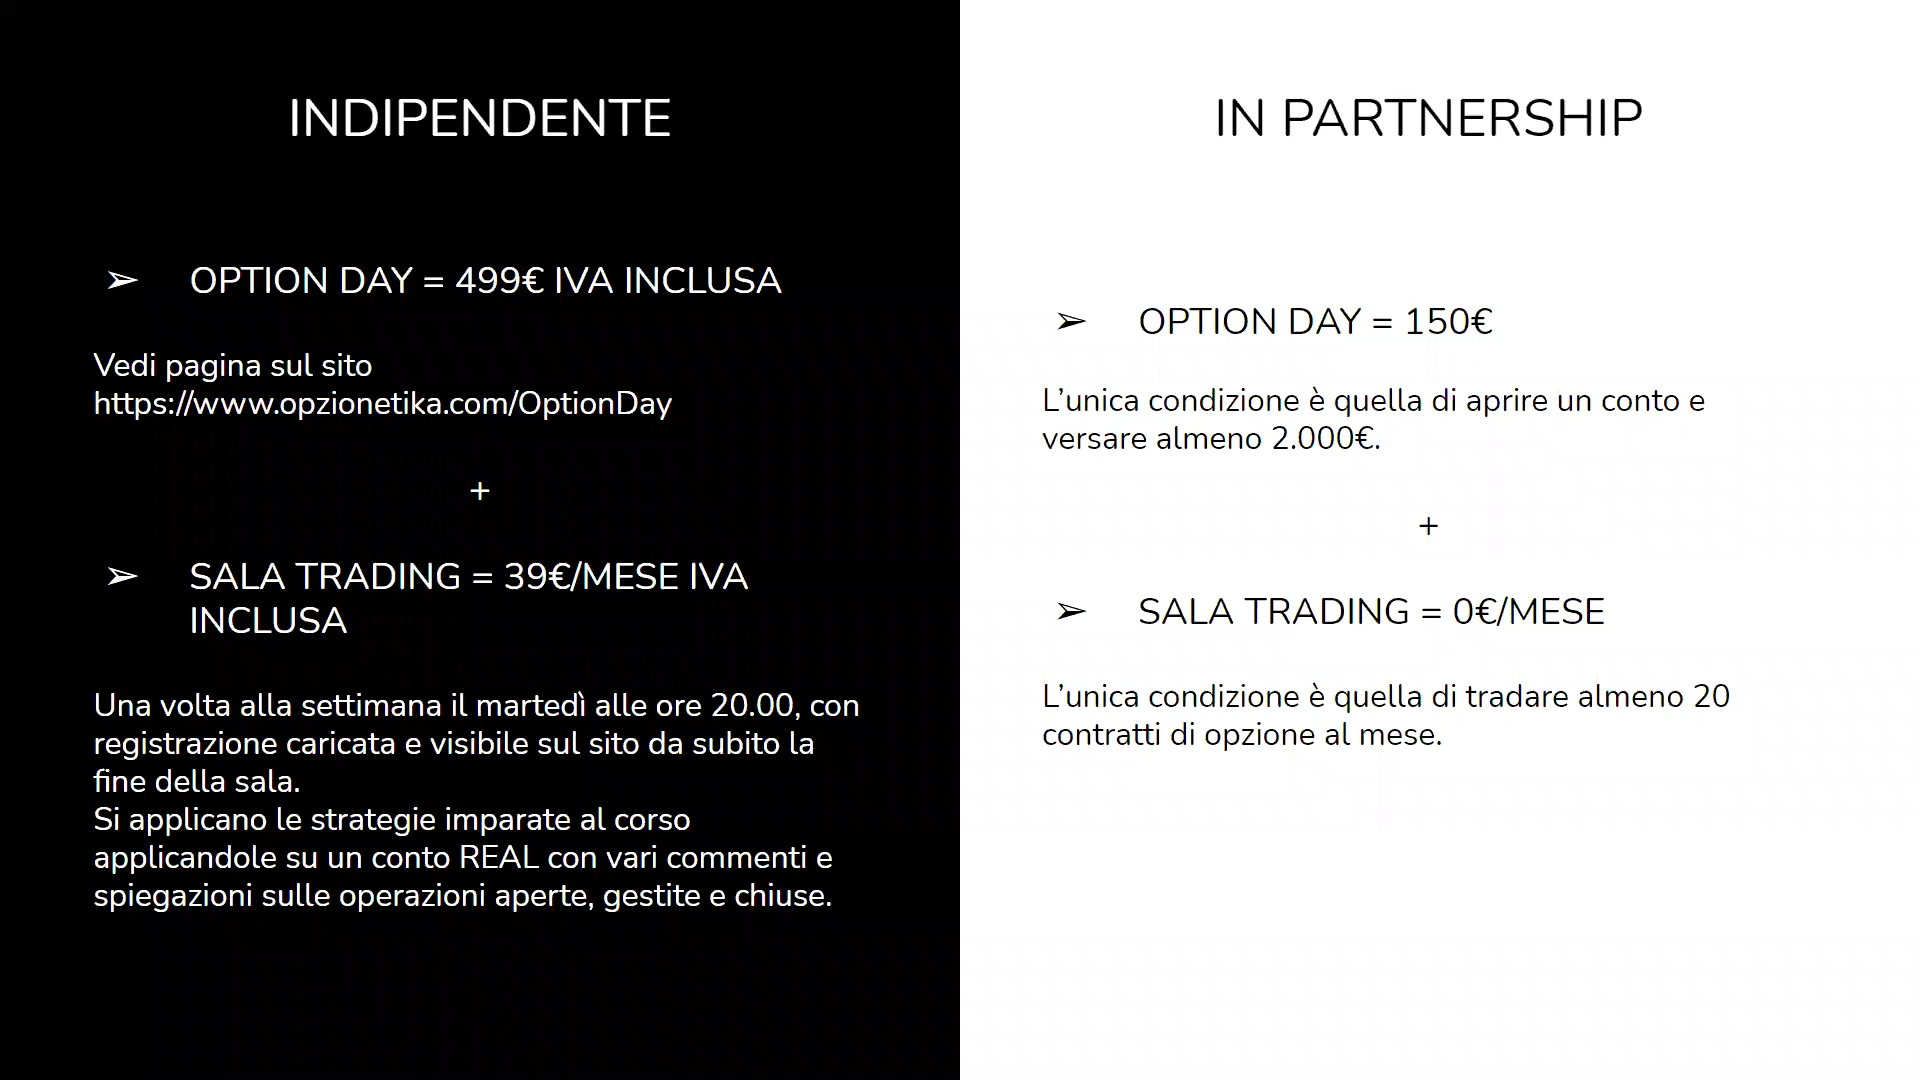 INDIPENDENTE
➢ OPTION DAY = 499€ IVA INCLUSA
Vedi pagina sul sito
https://www.opzionetika.com/OptionDay
+
➢ SALA TRADING = 39€/MESE IVA
INCLUSA
Una volta alla settimana il martedì alle ore 20.00, con
registrazione caricata e visibile sul sito da subito la
fine della sala.
Si applicano le strategie imparate al corso
applicandole su un conto REAL con vari commenti e
spiegazioni sulle operazioni aperte, gestite e chiuse.
IN PARTNERSHIP
➢ OPTION DAY = 150€
L’unica condizione è quella di aprire un conto e
versare almeno 2.000€.
+
➢ SALA TRADING = 0€/MESE
L’unica condizione è quella di tradare almeno 20
contratti di opzione al mese.